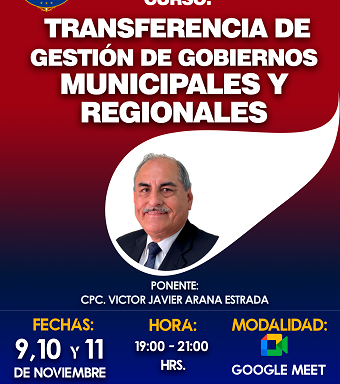 CURSO:
TRANSFERENCIA DE
GESTIÓN DE GOBIERNOS
MUNICIPALES Y
REGIONALES
PONENTE:
CPC. VICTOR JAVIER ARANA ESTRADA
FECHAS:
9,10 Y 11
DE NOVIEMBRE
HORA:
19:00 - 21:00
HRS.
MODALIDAD:
GOOGLE MEET